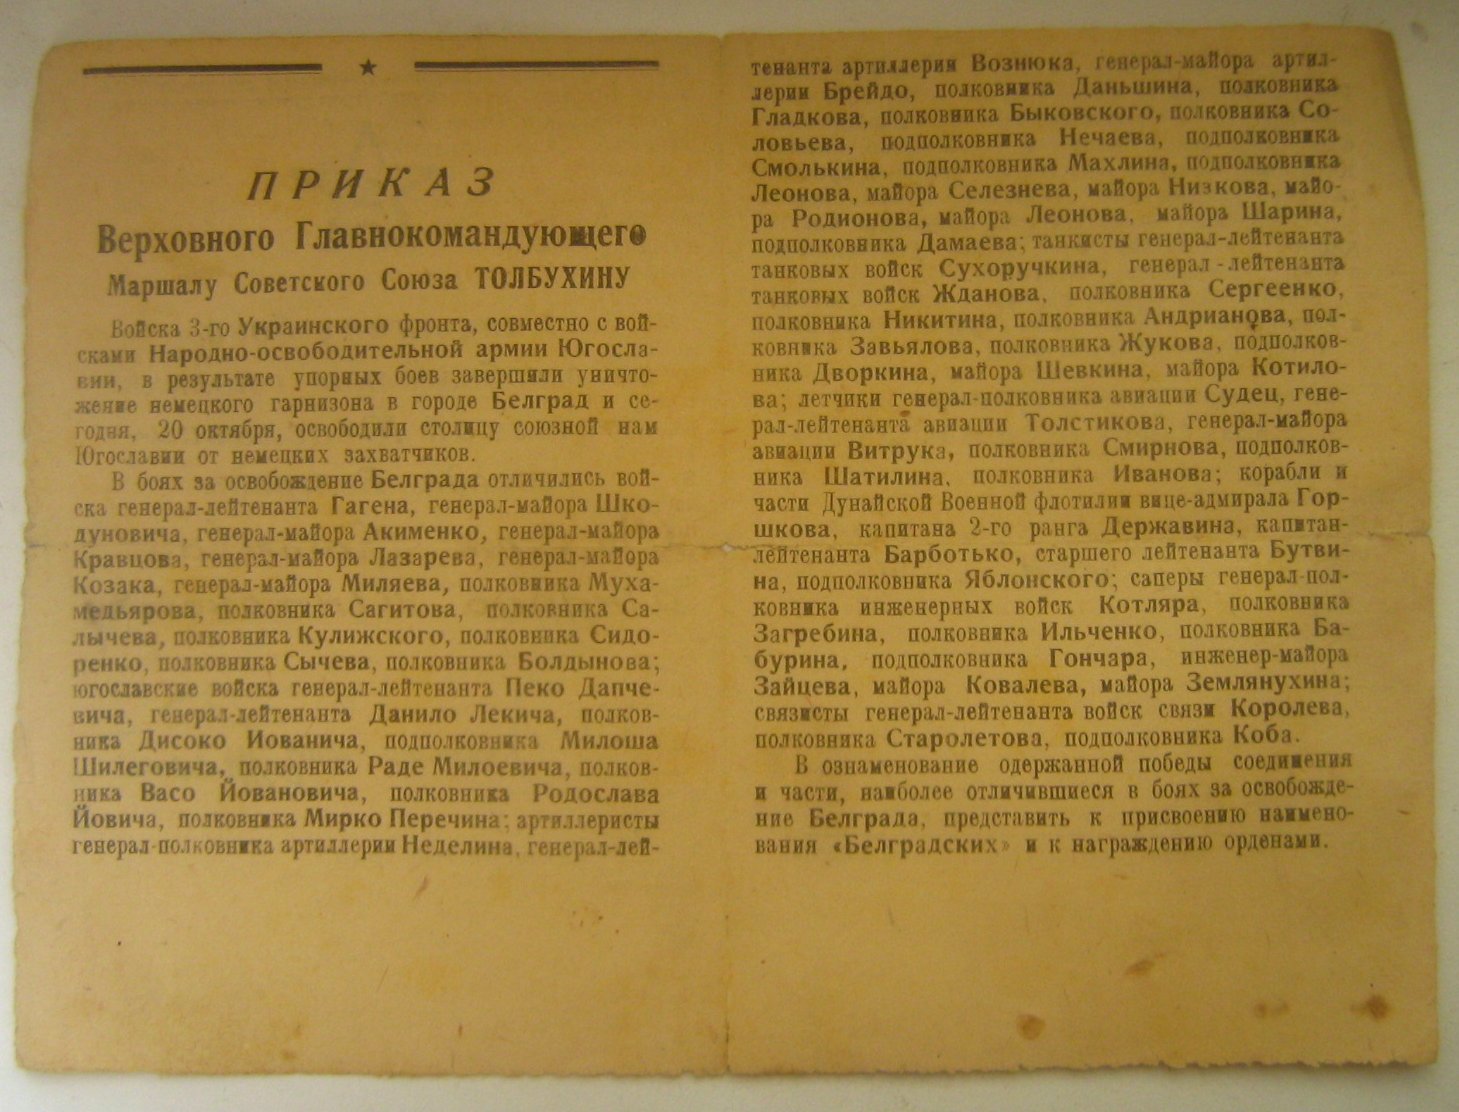 ПРИКАЗ
Верховного Главнокомандующего
Маршалу Советского Союза ТОЛБУХИНУ
Войска 3-го Украинского фронта, совместно с вой-
сками Народно-освободительной армии Югосла-
вии, в результате упорных боев завершили уничто-
жение немецкого гарнизона в городе Белград и се-
годня, 20 октября, освободили столицу союзной нам
Югославии от немецких захватчиков.
В боях за освобождение Белграда отличились вой-
ска генерал-лейтенанта Гагена, генерал-майора Шко-
дуновича, генерал-майора Акименко, генерал-майора
Кравцова, генерал-майора Лазарева, генерал-майора
Козака, генерал-майора Миляева, полковника Муха-
медьярова, полковника Сагитова, полковника Са-
лычева, полковника Кулижского, полковника Сидо-
ренко, полковника Сычева, полковника Болдынова;
югославские войска генерал-лейтенанта Пеко Дапче-
вича, генерал-лейтенанта Данило Лекича, полков-
ника Дисоко Иованича, подполковника Милоша
Шилеговича, полковника Раде Милоевича, полков-
ника Васо Йовановича, полковника Родослава
Йовича, полковника Мирко Перечина; артиллеристы
генерал-полковника артиллерии Неделина, генерал-лей-
тенанта артиллерии Вознюка, генерал-майора артил-
лерии Брейдо, полковника Даньшина, полковника
Гладкова, полковника Быковского, полковника Со-
ловьева, подполковника Нечаева, подполковника
Смолькина, подполковника Махлина, подполковника
Леонова, майора Селезнева, майора Низкова, майо-
ра Родионова, майора Леонова, майора Шарина,
подполковника Дамаева; танкисты генерал-лейтенанта
танковых войск Сухоручкина, генерал-лейтенанта
танковых войск Жданова, полковника Сергеенко,
полковника Никитина, полковника Андрианова, пол-
ковника Завьялова, полковника Жукова, подполков-
ника Дворкина, майора Шевкина, майора Котило-
ва; летчики генерал-полковника авиации Судец, гене-
рал-лейтенанта авиации Толстикова, генерал-майора
авиации Витрука, полковника Смирнова, подполков-
ника Шатилина, полковника Иванова; корабли и
части Дунайской Военной флотилии вице-адмирала Гор-
шкова, капитана 2-го ранга Державина, капитан-
лейтенанта Барботько, старшего лейтенанта Бутви-
на, подполковника Яблонского; саперы генерал-пол-
ковника инженерных войск Котляра, полковника
Загребина, полковника Ильченко, полковника Ба-
бурина, подполковника Гончара, инженер-майора
Зайцева, майора Ковалева, майора Землянухина;
связисты генерал-лейтенанта войск связи Королева,
полковника Старолетова, подполковника Коба.
В ознаменование одержанной победы соединения
и части, наиболее отличившиеся в боях за освобожде-
ние Белграда, представить к присвоению наимено-
вания «Белградских» и к награждению орденами.